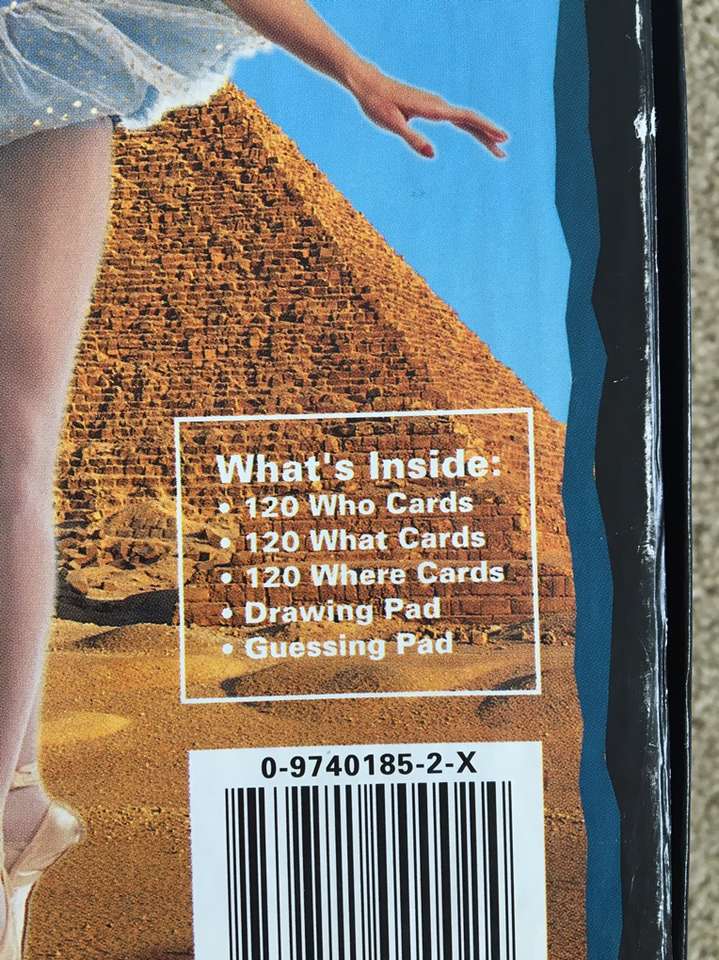 What's Inside:
• 120 Who Cards
• 120 What Cards
• 120 Where Cards
• Drawing Pad
• Guessing Pad
0-9740185-2-X